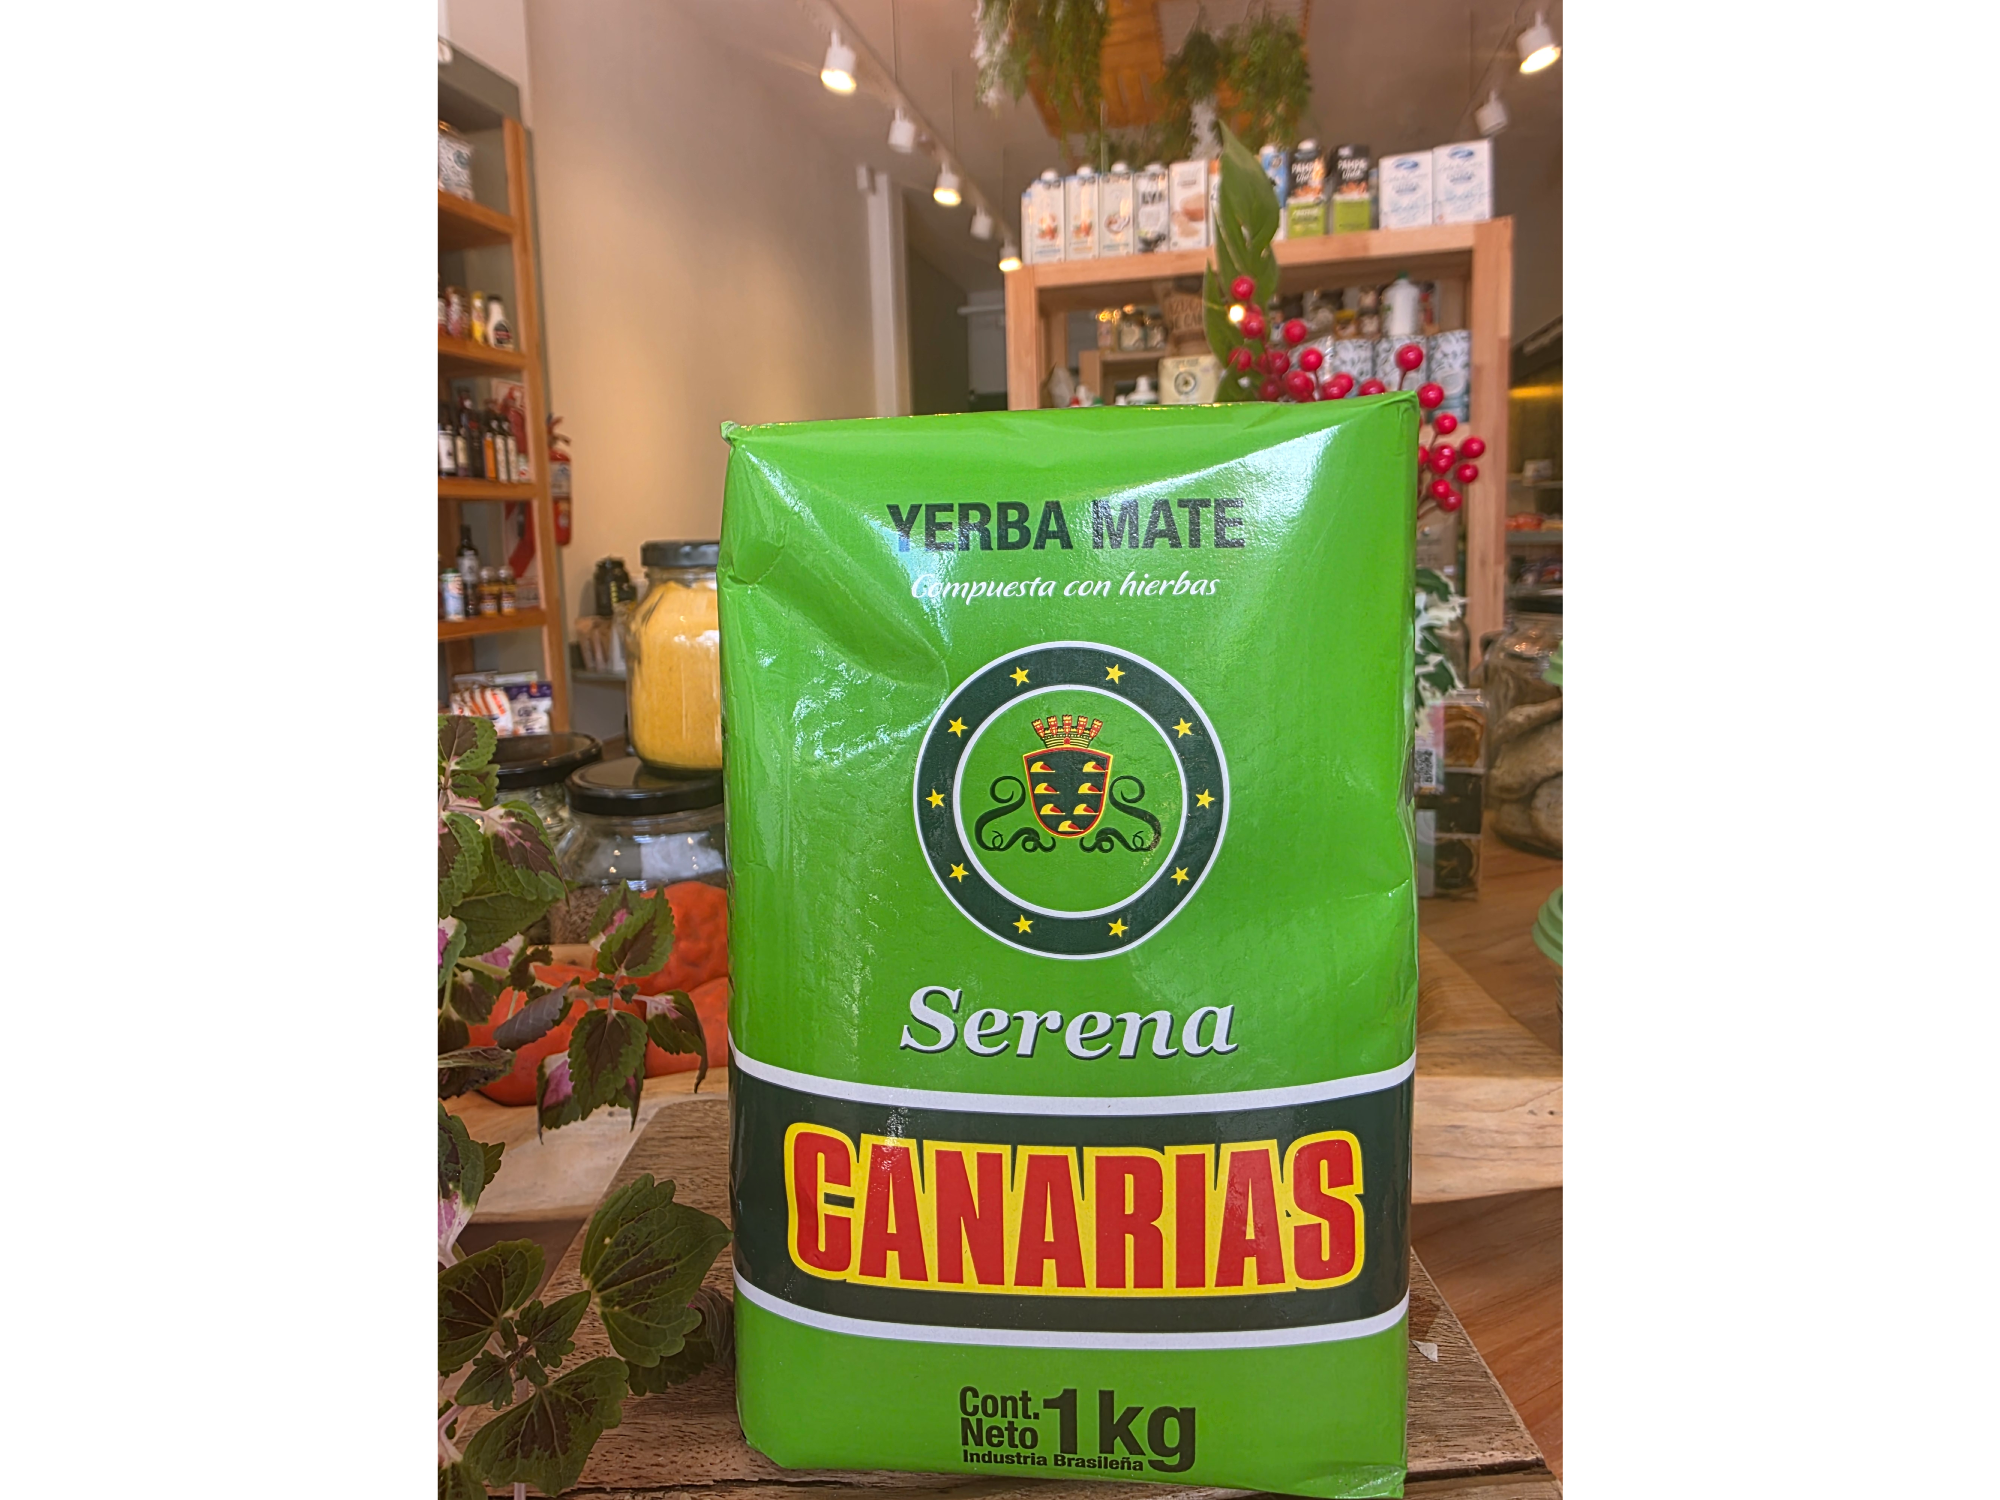 YERBA MATE
Compuesta con hierbas
Serena
CANARIAS
Cont. Neto 1kg
Industria Brasileña